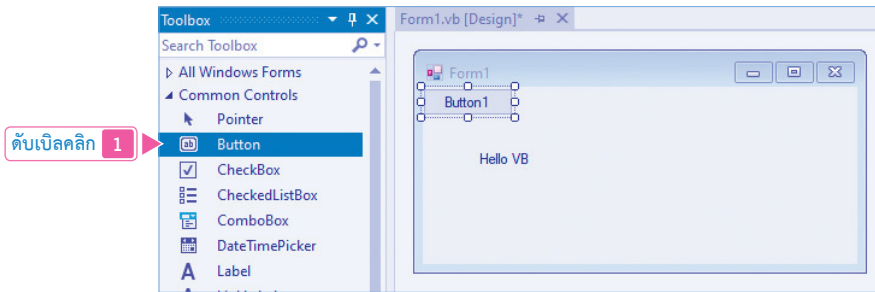 Toolbox
Search Toolbox
All Windows Forms
Common Controls
Pointer
ดับเบิลคลิก 1
Button
CheckBox
CheckedListBox
ComboBox
DateTimePicker
Label
Form1.vb [Design]*
Form1
Button1
Hello VB